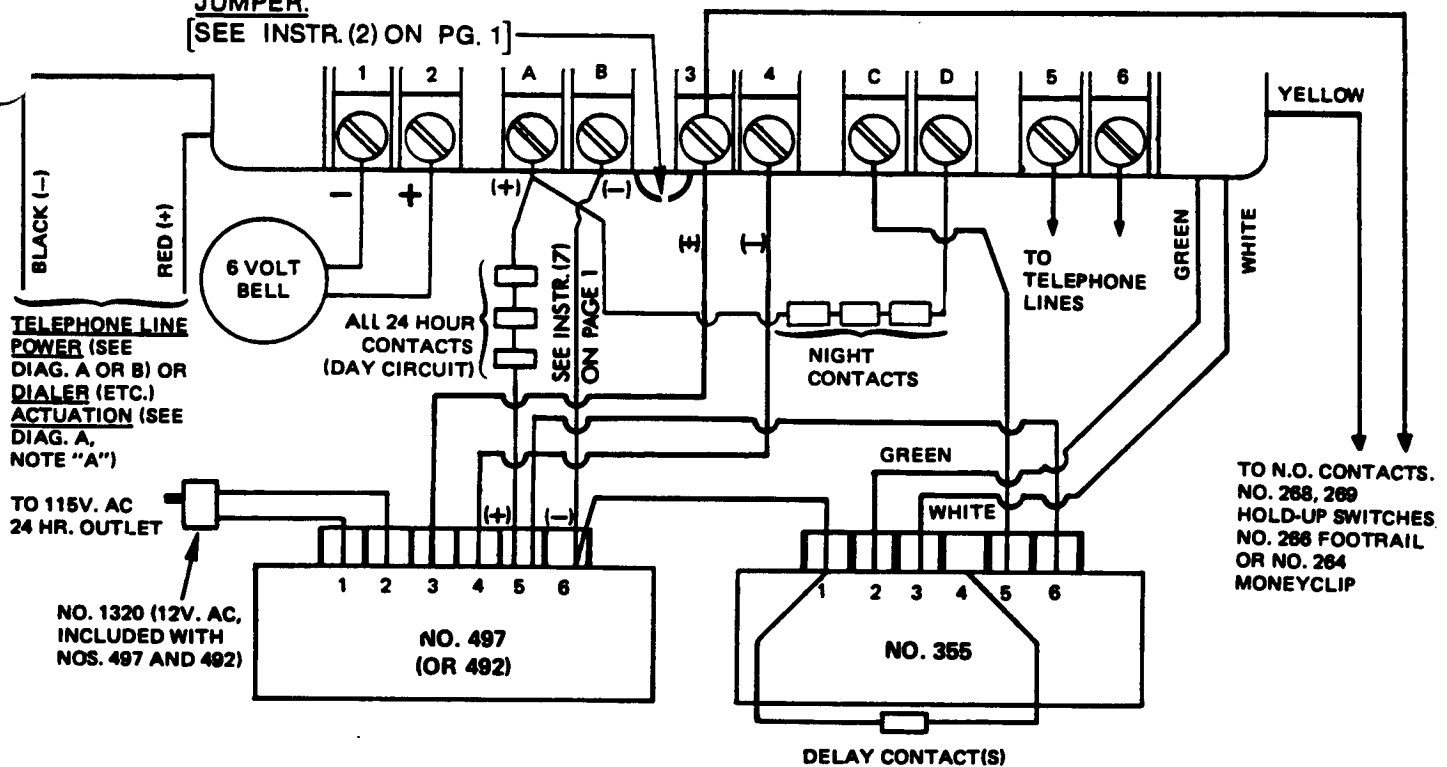 JUMPER.
[SEE INSTR. (2) ON PG. 1]
1 2 A B 3 4 C D 5 6
YELLOW
BLACK (−)
RED (+)
− + (+) (−)
(+) (−)
GREEN
WHITE
6 VOLT
BELL
TO
TELEPHONE
LINES
ALL 24 HOUR
CONTACTS
(DAY CIRCUIT)
SEE INSTR. (7)
ON PAGE 1
NIGHT
CONTACTS
TELEPHONE LINE
POWER (SEE
DIAG. A OR B) OR
DIALER (ETC.)
ACTUATION (SEE
DIAG. A,
NOTE "A")
TO 115V. AC
24 HR. OUTLET
GREEN
WHITE
(+) (−)
TO N.O. CONTACTS.
NO. 268, 269
HOLD-UP SWITCHES
NO. 266 FOOTRAIL
OR NO. 264
MONEYCLIP
1 2 3 4 5 6
1 2 3 4 5 6
NO. 1320 (12V. AC,
INCLUDED WITH
NOS. 497 AND 492)
NO. 497
(OR 492)
NO. 355
DELAY CONTACT(S)